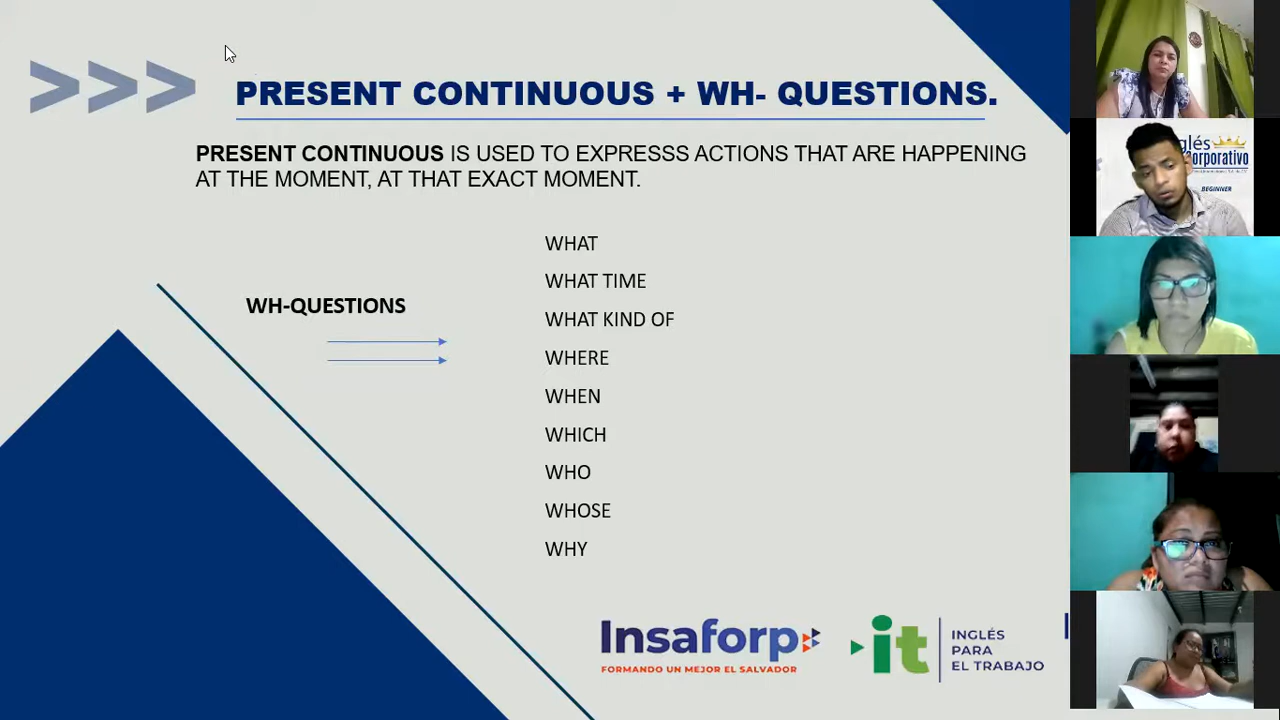 PRESENT CONTINUOUS + WH- QUESTIONS.
PRESENT CONTINUOUS IS USED TO EXPRESSS ACTIONS THAT ARE HAPPENING
AT THE MOMENT, AT THAT EXACT MOMENT.
WH-QUESTIONS
WHAT
WHAT TIME
WHAT KIND OF
WHERE
WHEN
WHICH
WHO
WHOSE
WHY
Insaforp
FORMANDO UN MEJOR EL SALVADOR
it
INGLÉS
PARA
EL TRABAJO
Inglés
Corporativo
BEGINNER